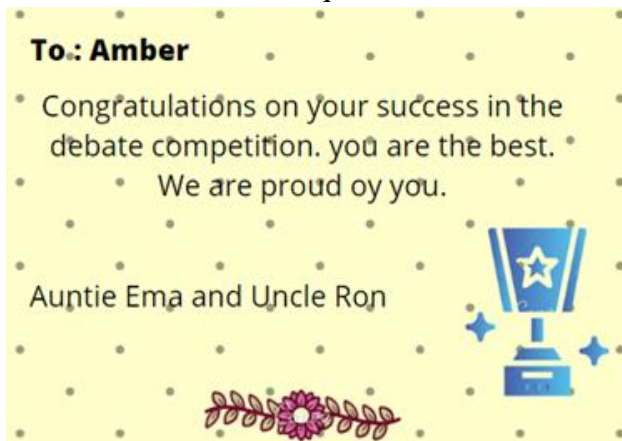 To.: Amber
Congratulations on your success in the
debate competition. you are the best.
We are proud oy you.
Auntie Ema and Uncle Ron